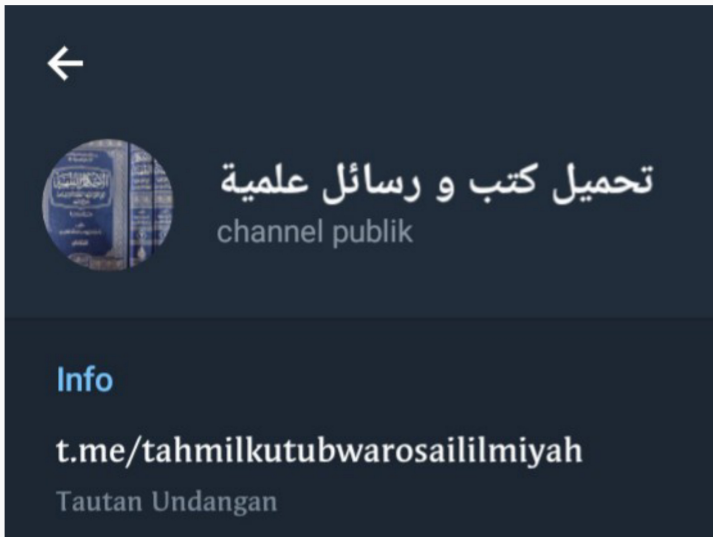 تحميل كتب و رسائل علمية
channel publik
Info
t.me/tahmilkutubwarosaililmiyah
Tautan Undangan